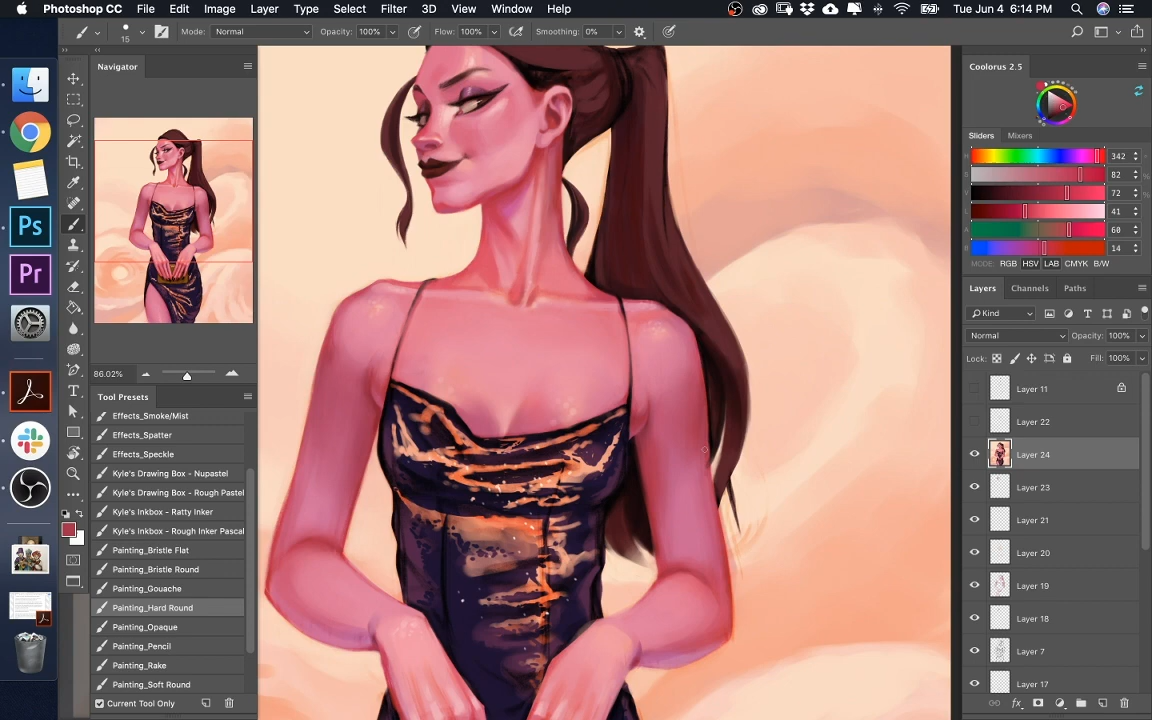 Photoshop CC File Edit Image Layer Type Select Filter 3D View Window Help Tue Jun 4 6:14 PM
15 Mode: Normal Opacity: 100% Flow: 100% Smoothing: 0%
Navigator
86.02%
Tool Presets
Effects_Smoke/Mist
Effects_Spatter
Effects_Speckle
Kyle's Drawing Box - Nupastel
Kyle's Drawing Box - Rough Pastel
Kyle's Inkbox - Ratty Inker
Kyle's Inkbox - Rough Inker Pascal
Painting_Bristle Flat
Painting_Bristle Round
Painting_Gouache
Painting_Hard Round
Painting_Opaque
Painting_Pencil
Painting_Rake
Painting_Soft Round
Current Tool Only
Ps
Pr
T
Coolorus 2.5
Sliders Mixers
H 342 °
S 82 %
V 72 %
L 41
A 60
B 14
MODE: RGB HSV LAB CMYK B/W
Layers Channels Paths
Kind
Normal Opacity: 100%
Lock: Fill: 100%
Layer 11
Layer 22
Layer 24
Layer 23
Layer 21
Layer 20
Layer 19
Layer 18
Layer 7
Layer 17
fx